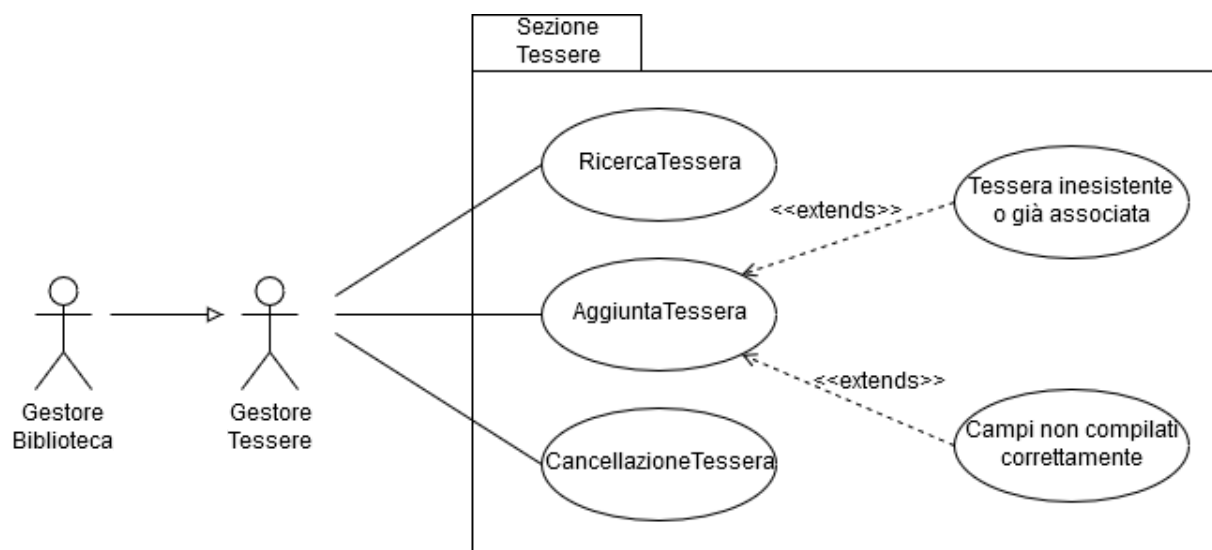 Sezione
Tessere
RicercaTessera
Tessera inesistente
o già associata
<<extends>>
AggiuntaTessera
<<extends>>
Gestore
Biblioteca
Gestore
Tessere
CancellazioneTessera
Campi non compilati
correttamente